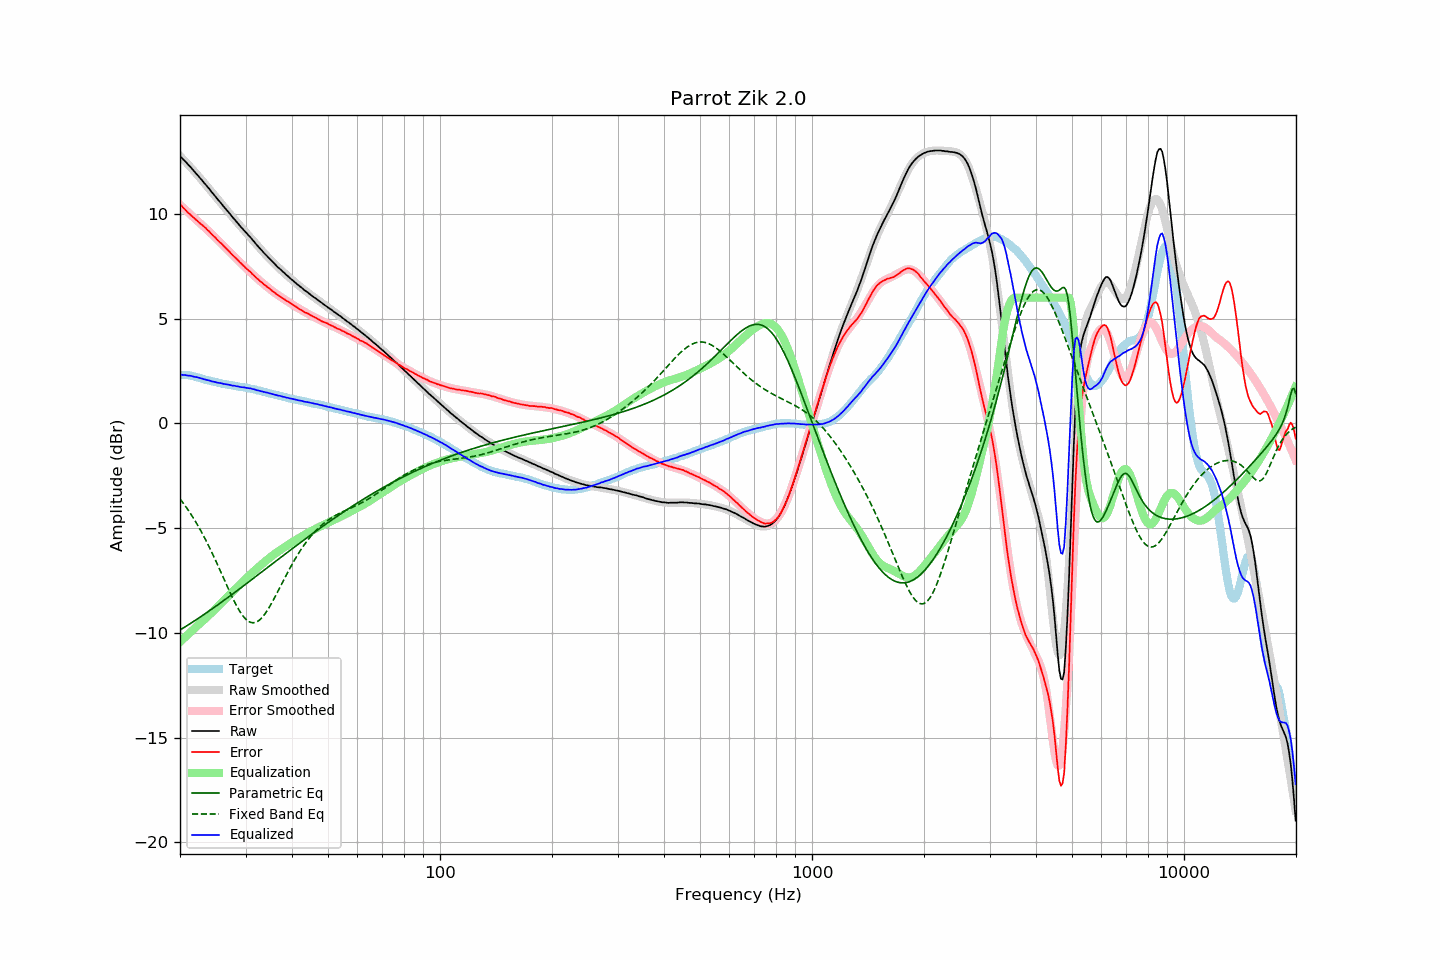 Parrot Zik 2.0
Amplitude (dBr)
10
5
0
−5
−10
−15
−20
Target
Raw Smoothed
Error Smoothed
Raw
Error
Equalization
Parametric Eq
Fixed Band Eq
Equalized
100
1000
10000
Frequency (Hz)